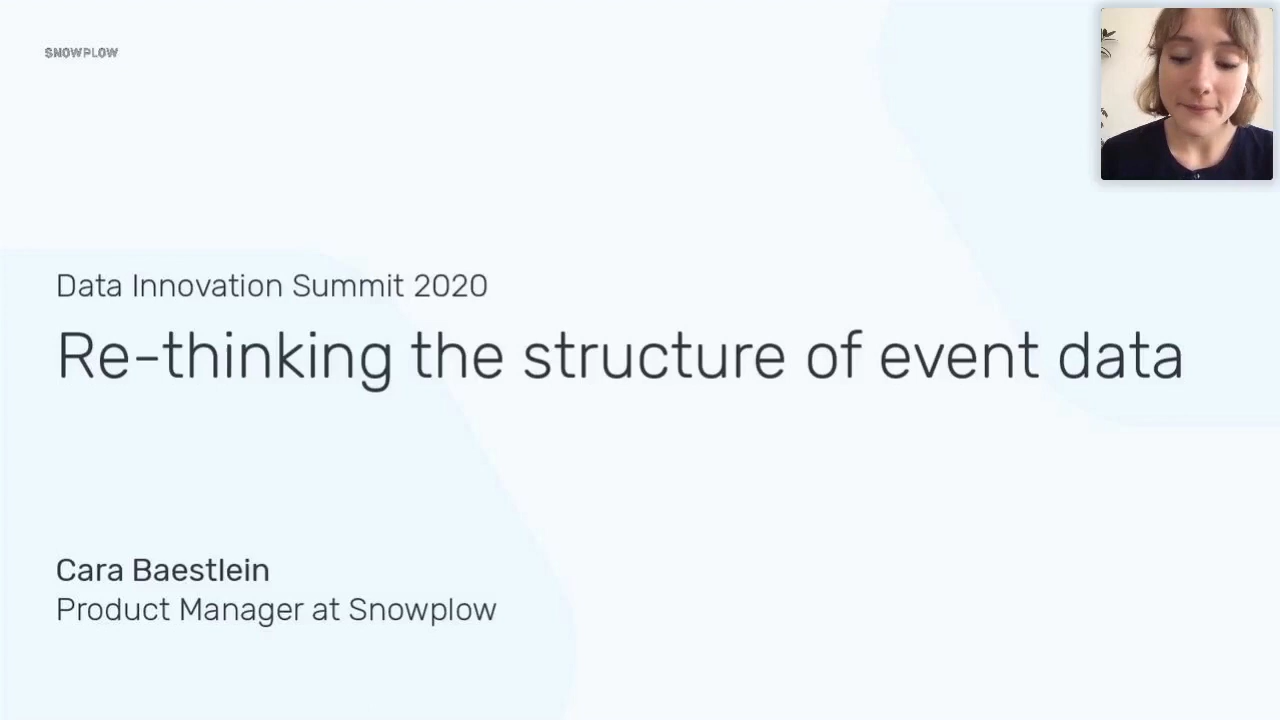 SNOWPLOW
Data Innovation Summit 2020
Re-thinking the structure of event data
Cara Baestlein
Product Manager at Snowplow